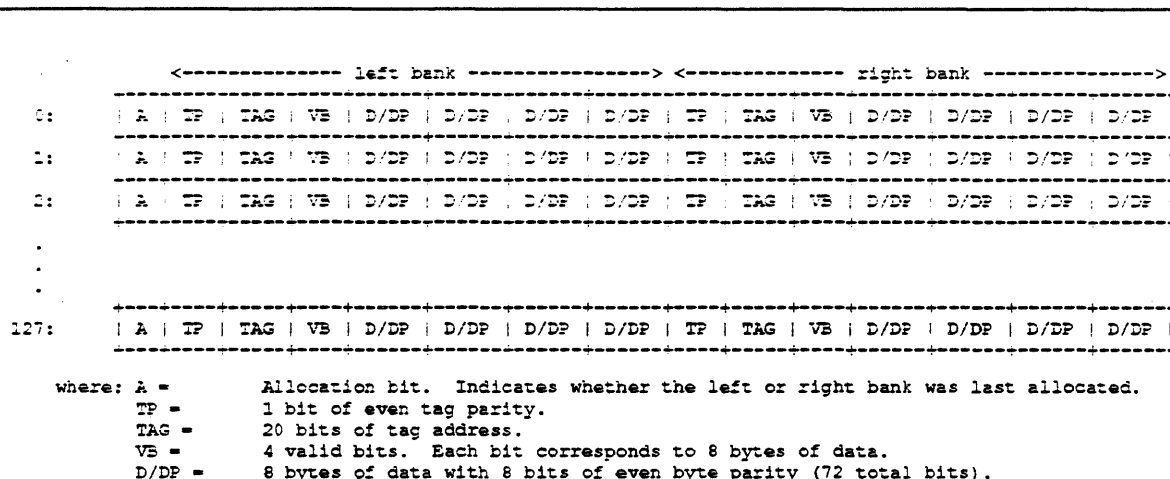 <--------------- left bank -----------------> <-------------- right bank --------------->
0: | A | TP | TAG | VB | D/DP | D/DP | D/DP | D/DP | TP | TAG | VB | D/DP | D/DP | D/DP | D/DP
1: | A | TP | TAG | VB | D/DP | D/DP | D/DP | D/DP | TP | TAG | VB | D/DP | D/DP | D/DP | D/DP
2: | A | TP | TAG | VB | D/DP | D/DP | D/DP | D/DP | TP | TAG | VB | D/DP | D/DP | D/DP | D/DP
.
.
.
127: | A | TP | TAG | VB | D/DP | D/DP | D/DP | D/DP | TP | TAG | VB | D/DP | D/DP | D/DP | D/DP |
where: A = Allocation bit. Indicates whether the left or right bank was last allocated.
TP = 1 bit of even tag parity.
TAG = 20 bits of tag address.
VB = 4 valid bits. Each bit corresponds to 8 bytes of data.
D/DP = 8 bytes of data with 8 bits of even byte parity (72 total bits).